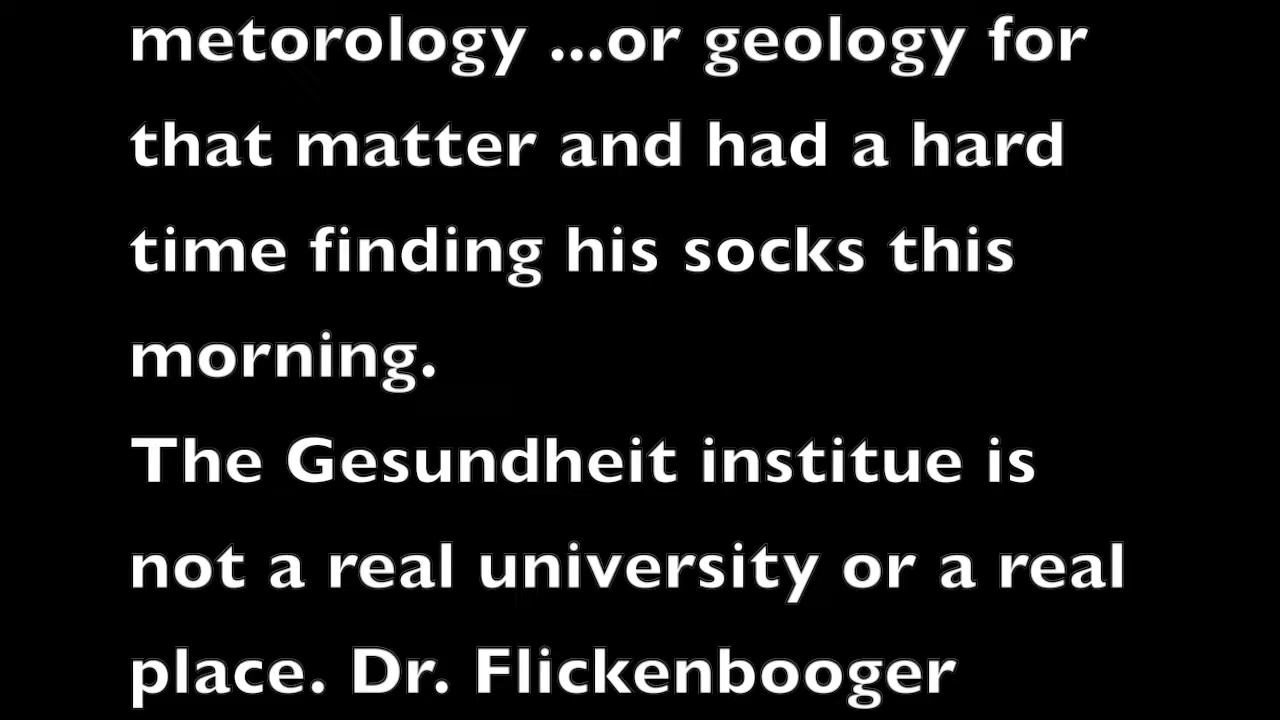 metorology ...or geology for
that matter and had a hard
time finding his socks this
morning.
The Gesundheit institue is
not a real university or a real
place. Dr. Flickenbooger